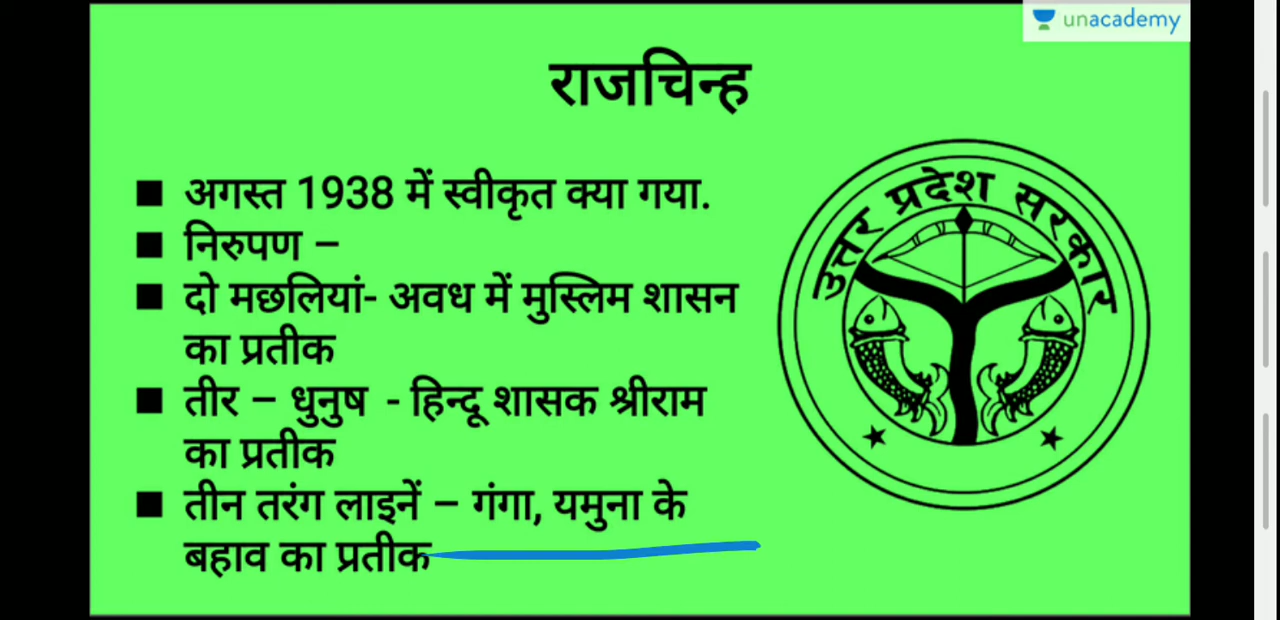 unacademy
राजचिन्ह
अगस्त 1938 में स्वीकृत क्या गया.
निरुपण –
दो मछलियां- अवध में मुस्लिम शासन
का प्रतीक
तीर – धुनुष - हिन्दू शासक श्रीराम
का प्रतीक
तीन तरंग लाइनें – गंगा, यमुना के
बहाव का प्रतीक
उत्तर प्रदेश सरकार